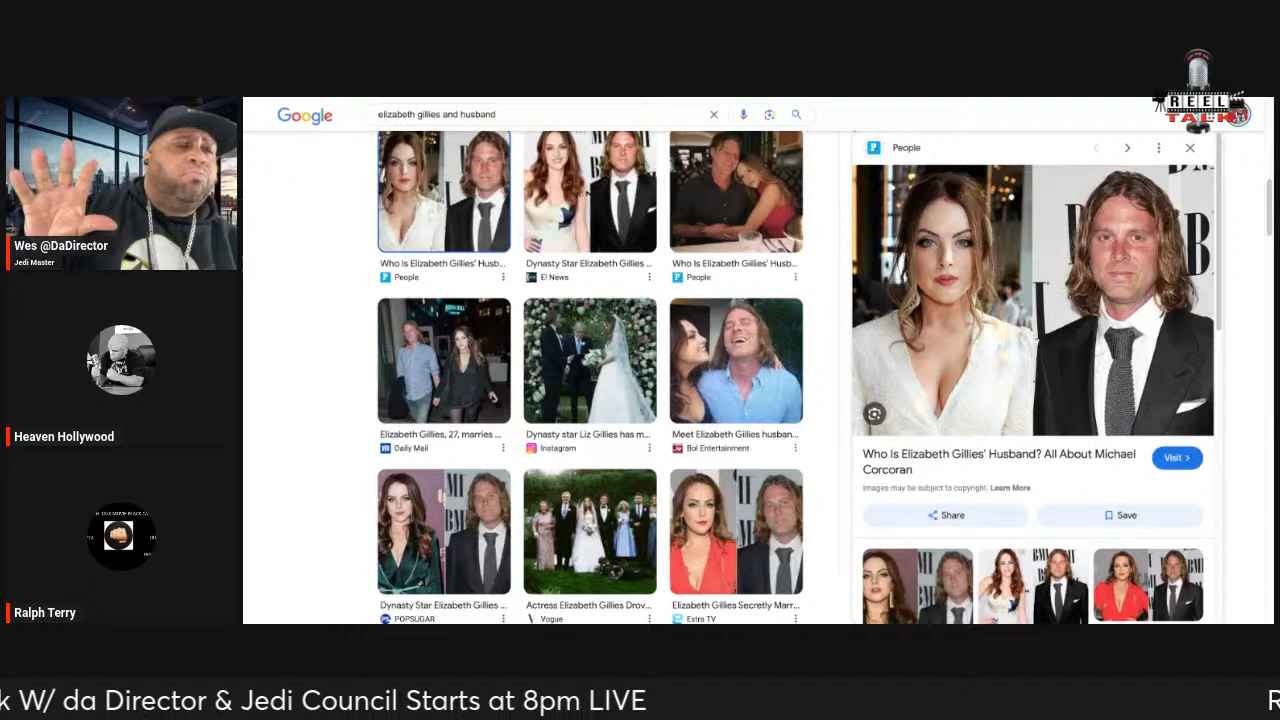 Google
elizabeth gillies and husband
REEL
TALK
Wes @DaDirector
Jedi Master
Heaven Hollywood
Ralph Terry
Who Is Elizabeth Gillies' Husb...
People
Dynasty Star Elizabeth Gillies ...
E! News
Who Is Elizabeth Gillies' Husb...
People
Elizabeth Gillies, 27, marries ...
Daily Mail
Dynasty star Liz Gillies has m...
Instagram
Meet Elizabeth Gillies husban...
Bol Entertainment
Dynasty Star Elizabeth Gillies ...
POPSUGAR
Actress Elizabeth Gillies Drov...
Vogue
Elizabeth Gillies Secretly Marr...
Extra TV
People
Who Is Elizabeth Gillies' Husband? All About Michael
Corcoran
Visit >
Images may be subject to copyright. Learn More
Share
Save
k W/ da Director & Jedi Council Starts at 8pm LIVE
R